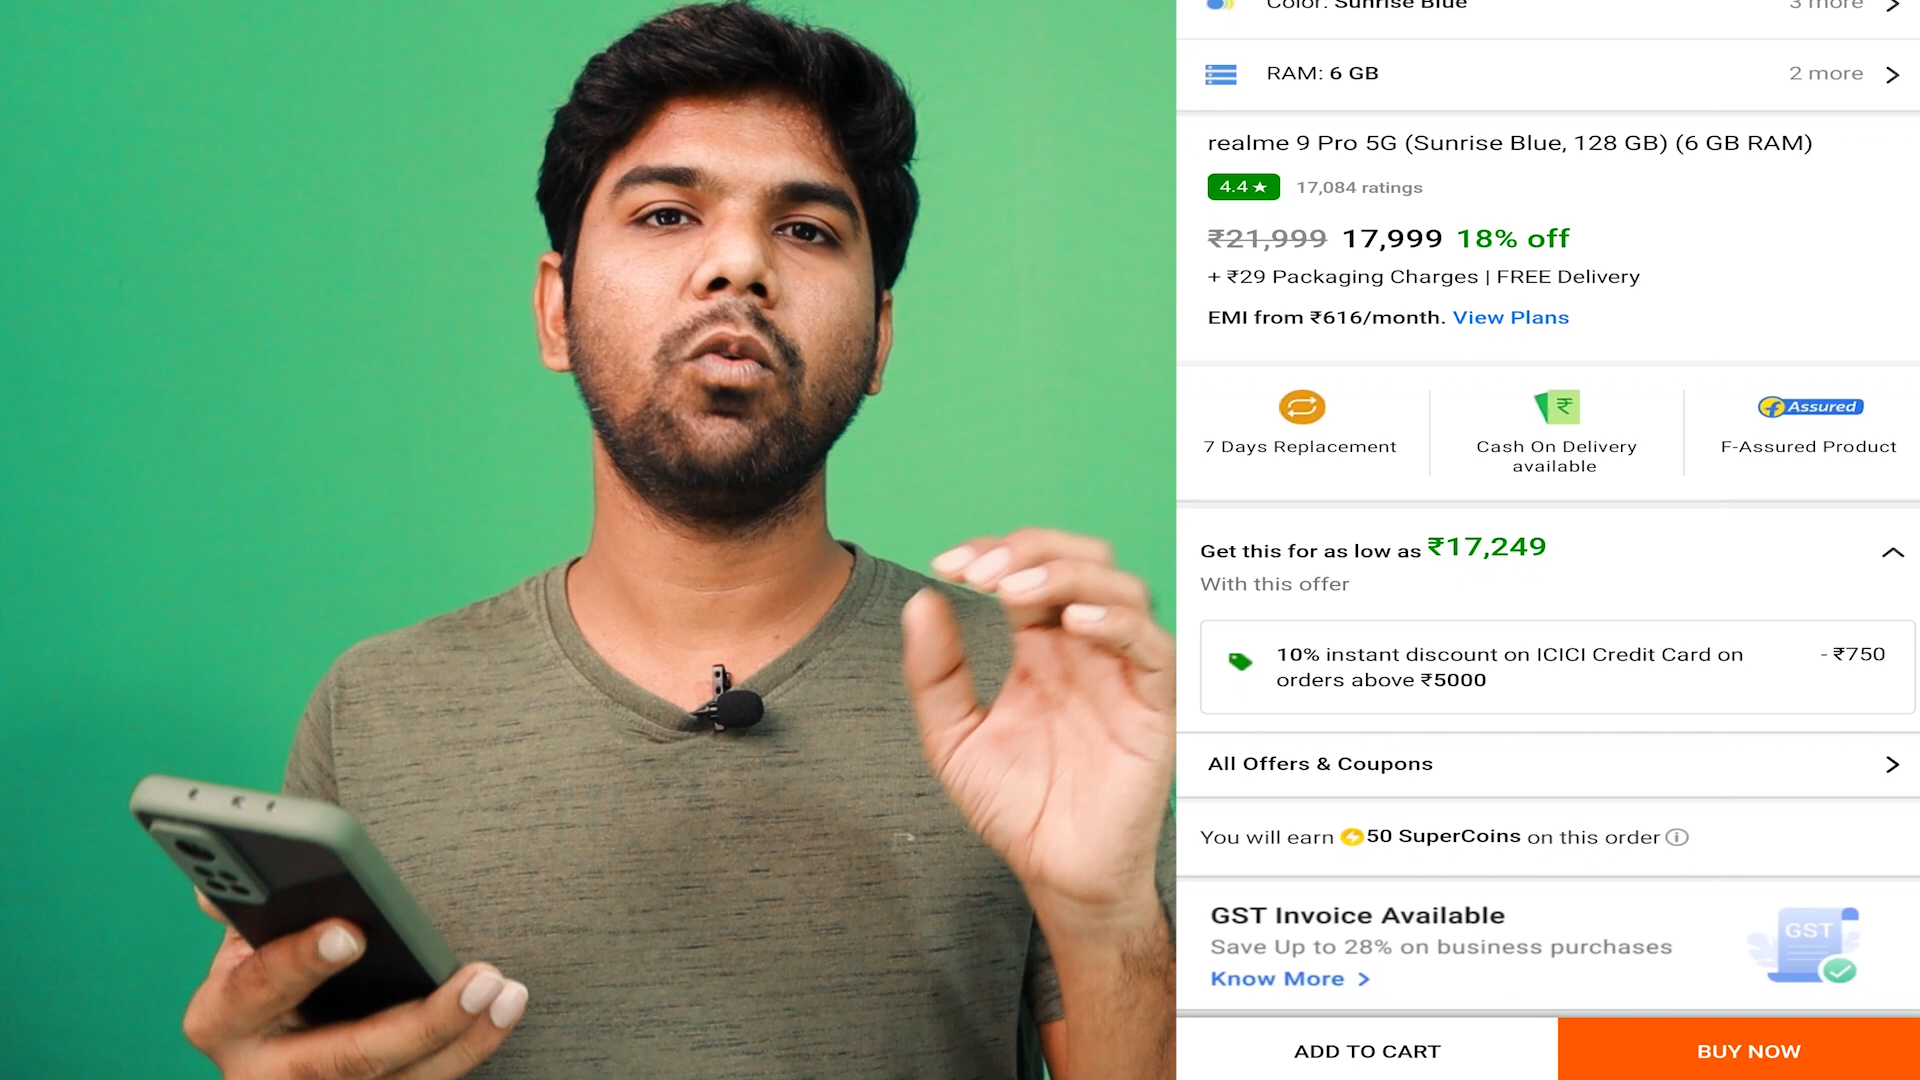 Color: Sunrise Blue 3 more
RAM: 6 GB 2 more
realme 9 Pro 5G (Sunrise Blue, 128 GB) (6 GB RAM)
4.4★ 17,084 ratings
₹21,999 17,999 18% off
+ ₹29 Packaging Charges | FREE Delivery
EMI from ₹616/month. View Plans
Assured
7 Days Replacement
Cash On Delivery
available
F-Assured Product
Get this for as low as ₹17,249
With this offer
10% instant discount on ICICI Credit Card on - ₹750
orders above ₹5000
All Offers & Coupons
You will earn 50 SuperCoins on this order
GST Invoice Available
Save Up to 28% on business purchases
Know More
GST
ADD TO CART
BUY NOW